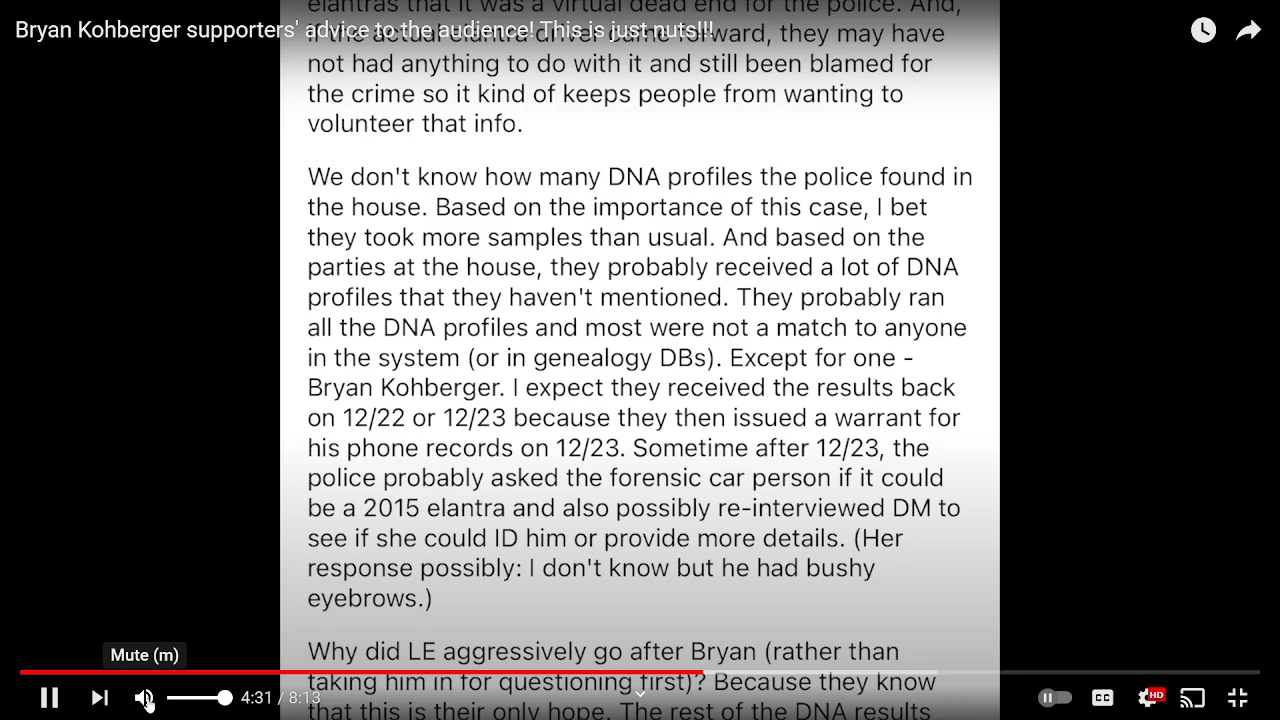 elantras that it was a virtual dead end for the police. And,
Bryan Kohberger supporters' advice to the audience! This is just nuts!!!
if the actual elantra driver came forward, they may have
not had anything to do with it and still been blamed for
the crime so it kind of keeps people from wanting to
volunteer that info.
We don't know how many DNA profiles the police found in
the house. Based on the importance of this case, I bet
they took more samples than usual. And based on the
parties at the house, they probably received a lot of DNA
profiles that they haven't mentioned. They probably ran
all the DNA profiles and most were not a match to anyone
in the system (or in genealogy DBs). Except for one -
Bryan Kohberger. I expect they received the results back
on 12/22 or 12/23 because they then issued a warrant for
his phone records on 12/23. Sometime after 12/23, the
police probably asked the forensic car person if it could
be a 2015 elantra and also possibly re-interviewed DM to
see if she could ID him or provide more details. (Her
response possibly: I don't know but he had bushy
eyebrows.)
Why did LE aggressively go after Bryan (rather than
Mute (m)
taking him in for questioning first)? Because they know
4:31 / 8:13
CC
HD
that this is their only hope. The rest of the DNA results